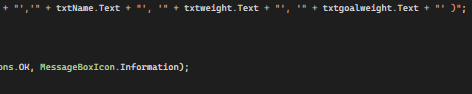 + "','" + txtName.Text + "', '" + txtweight.Text + "', '" + txtgoalweight.Text + "' )";
ons.OK, MessageBoxIcon.Information);